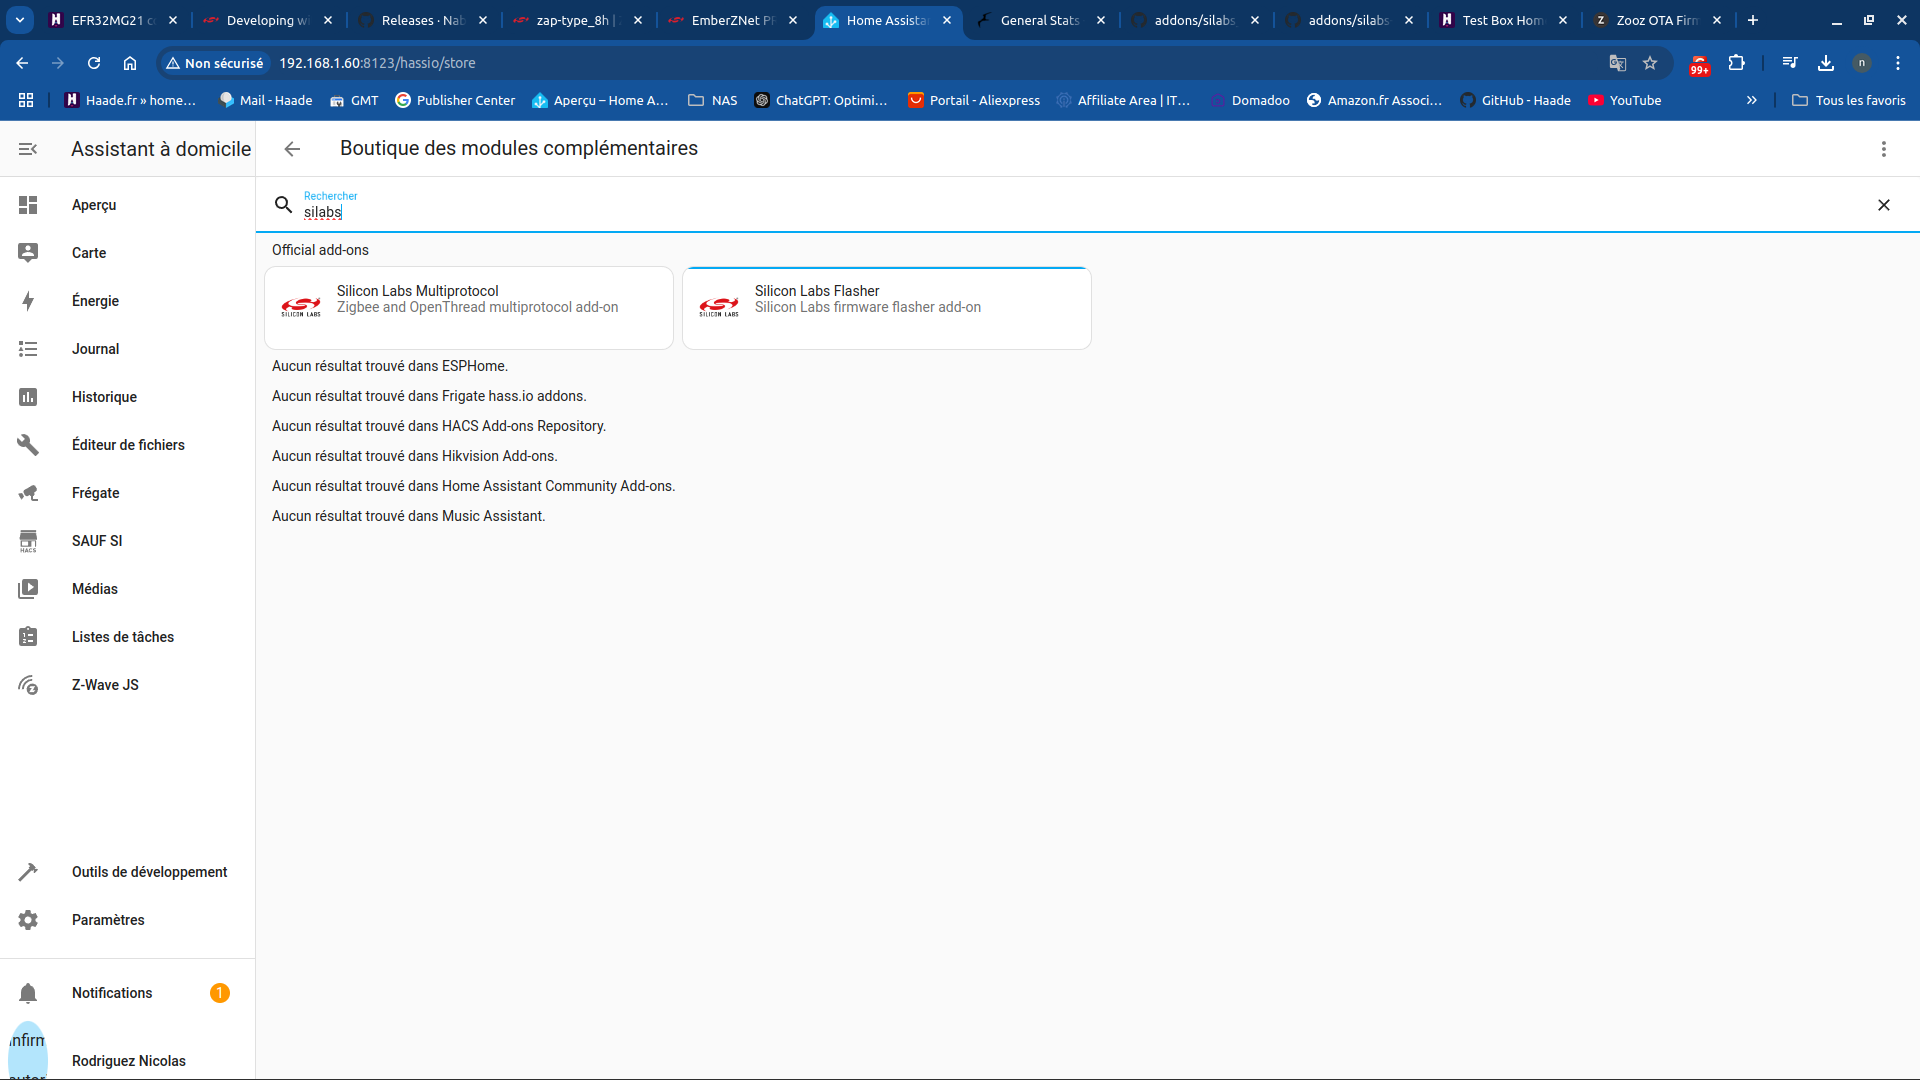 EFR32MG21 c
Developing wi
Releases · Nab
zap-type_8h |
EmberZNet PR
Home Assista
General Stats
addons/silabs
addons/silabs
Test Box Hom
Zooz OTA Firm
Non sécurisé
192.168.1.60:8123/hassio/store
99+
n
Haade.fr » home...
Mail - Haade
GMT
Publisher Center
Aperçu – Home A...
NAS
ChatGPT: Optimi...
Portail - Aliexpress
Affiliate Area | IT...
Domadoo
Amazon.fr Associ...
GitHub - Haade
YouTube
Tous les favoris
Assistant à domicile
Boutique des modules complémentaires
Aperçu
Carte
Énergie
Journal
Historique
Éditeur de fichiers
Frégate
HACS
SAUF SI
Médias
Listes de tâches
Z-Wave JS
Outils de développement
Paramètres
Notifications
1
nfirm
Rodriguez Nicolas
Rechercher
silabs
Official add-ons
SILICON LABS
Silicon Labs Multiprotocol
Zigbee and OpenThread multiprotocol add-on
SILICON LABS
Silicon Labs Flasher
Silicon Labs firmware flasher add-on
Aucun résultat trouvé dans ESPHome.
Aucun résultat trouvé dans Frigate hass.io addons.
Aucun résultat trouvé dans HACS Add-ons Repository.
Aucun résultat trouvé dans Hikvision Add-ons.
Aucun résultat trouvé dans Home Assistant Community Add-ons.
Aucun résultat trouvé dans Music Assistant.